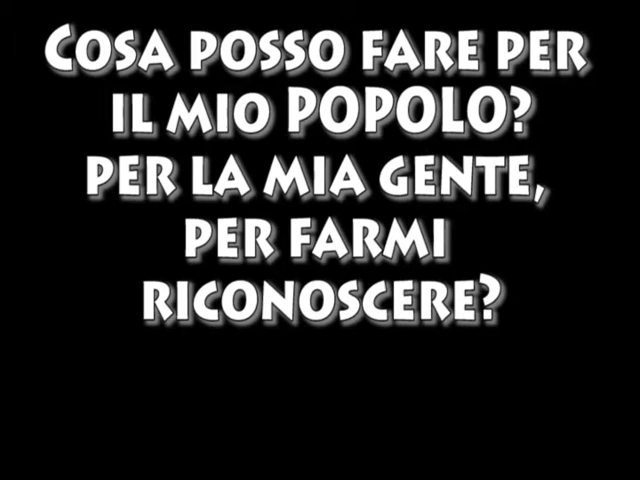 COSA POSSO FARE PER
IL MIO POPOLO?
PER LA MIA GENTE,
PER FARMI
RICONOSCERE?